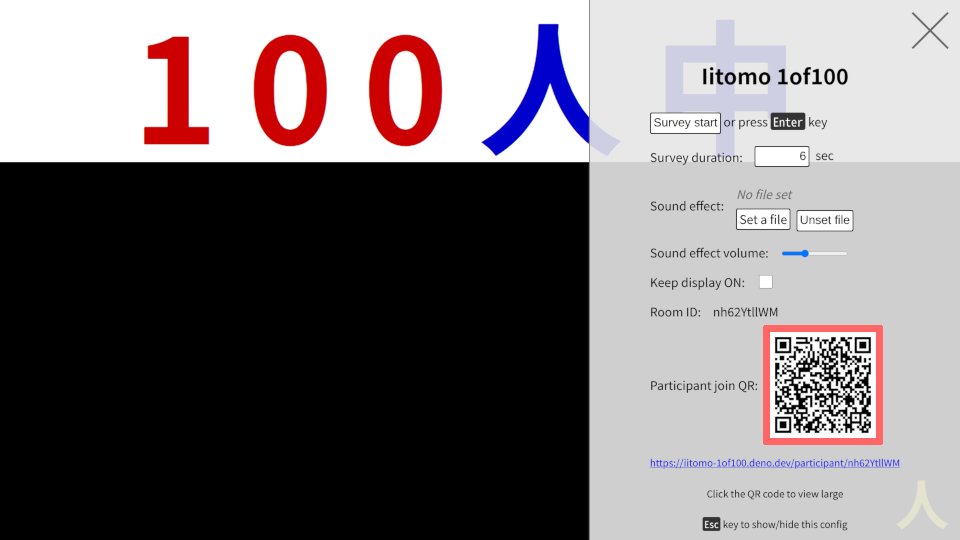 100人中
人
Iitomo 1of100
Survey start or press Enter key
Survey duration: 6 sec
Sound effect: No file set
Set a file Unset file
Sound effect volume:
Keep display ON:
Room ID: nh62YtllWM
Participant join QR:
https://iitomo-1of100.deno.dev/participant/nh62YtllWM
Click the QR code to view large
Esc key to show/hide this config